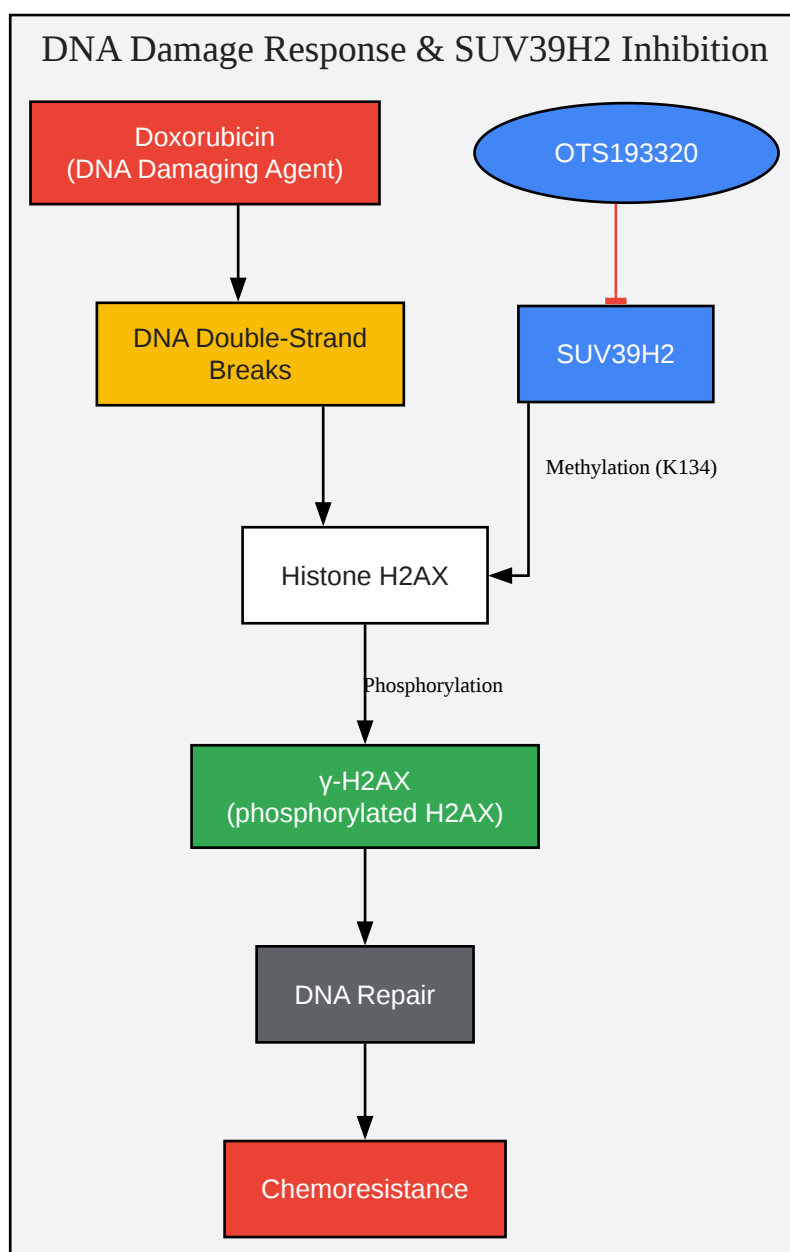 DNA Damage Response & SUV39H2 Inhibition
Doxorubicin
(DNA Damaging Agent)
OTS193320
DNA Double-Strand
Breaks
SUV39H2
Methylation (K134)
Histone H2AX
Phosphorylation
γ-H2AX
(phosphorylated H2AX)
DNA Repair
Chemoresistance